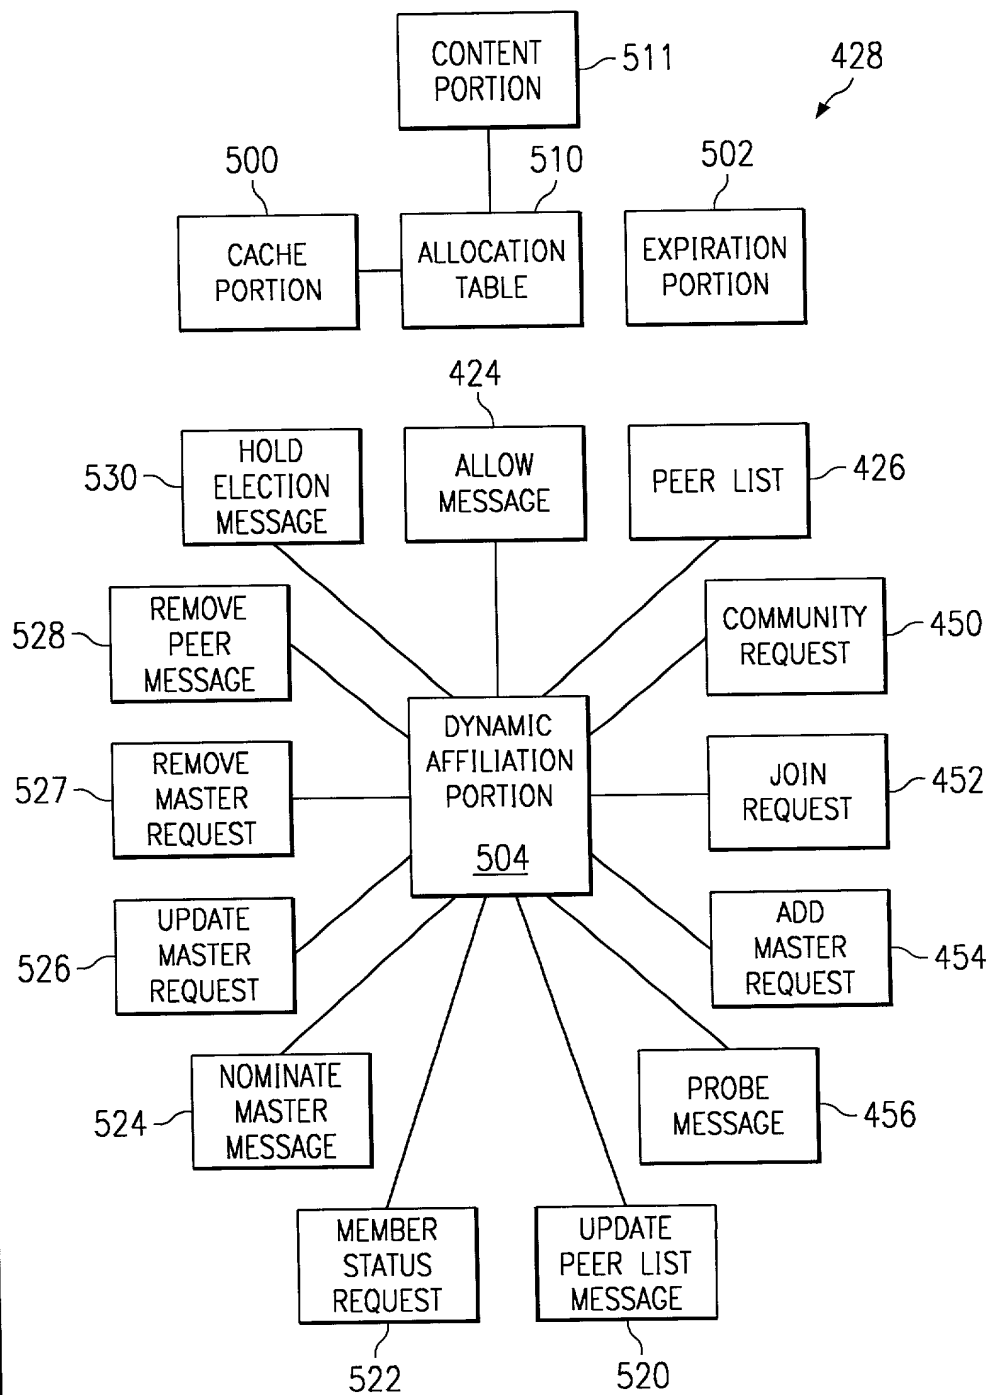 CONTENT
PORTION
511
428
500
510
502
CACHE
PORTION
ALLOCATION
TABLE
EXPIRATION
PORTION
424
530
HOLD
ELECTION
MESSAGE
ALLOW
MESSAGE
PEER LIST
426
528
REMOVE
PEER
MESSAGE
COMMUNITY
REQUEST
450
527
REMOVE
MASTER
REQUEST
DYNAMIC
AFFILIATION
PORTION
504
JOIN
REQUEST
452
526
UPDATE
MASTER
REQUEST
ADD
MASTER
REQUEST
454
524
NOMINATE
MASTER
MESSAGE
PROBE
MESSAGE
456
MEMBER
STATUS
REQUEST
UPDATE
PEER LIST
MESSAGE
522
520